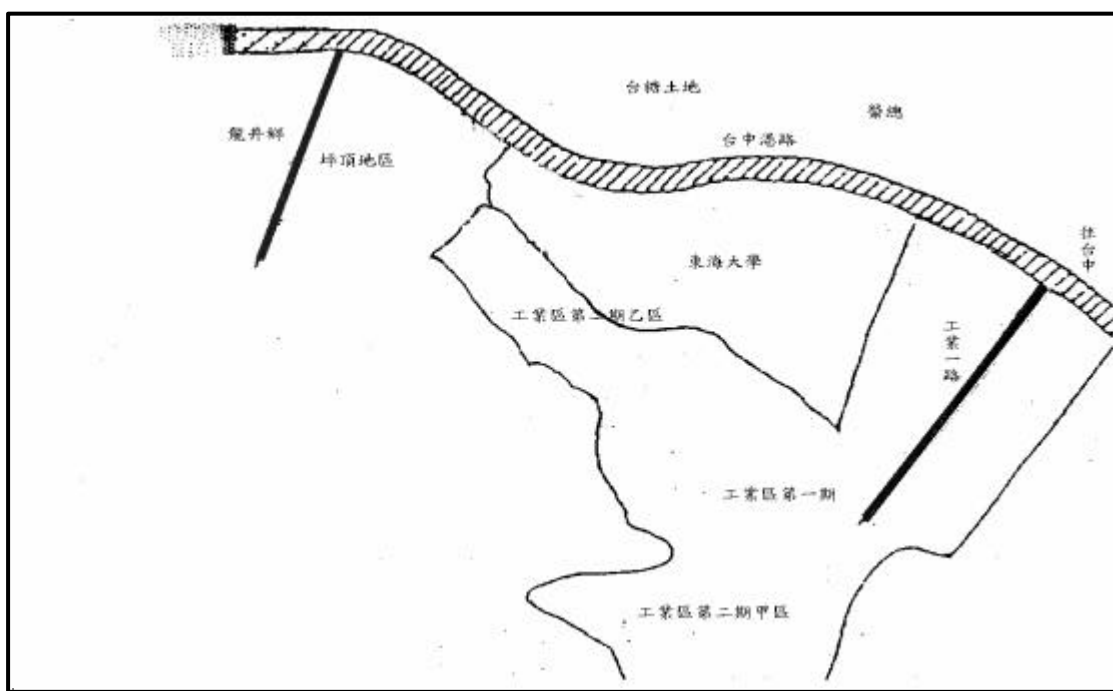 台糖土地
榮總
台中港路
龍井鄉
坪頂地區
往台中
東海大學
工業區第二期乙區
工業一路
工業區第一期
工業區第二期甲區